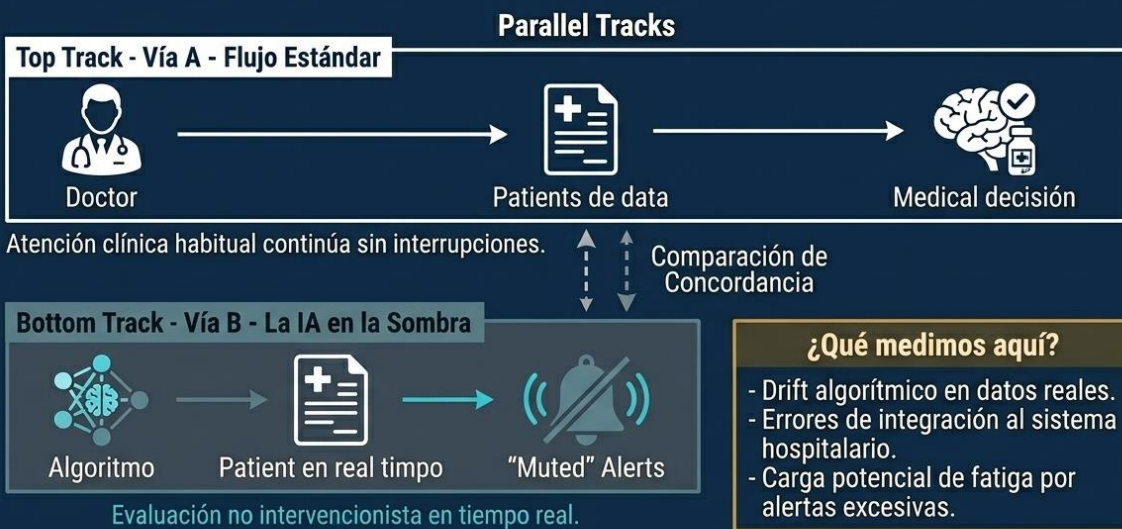 Parallel Tracks
Top Track - Vía A - Flujo Estándar
Doctor
Patients de data
Medical decisión
Atención clínica habitual continúa sin interrupciones.
Comparación de
Concordancia
Bottom Track - Vía B - La IA en la Sombra
Algoritmo
Patient en real timpo
“Muted” Alerts
Evaluación no intervencionista en tiempo real.
¿Qué medimos aquí?
- Drift algorítmico en datos reales.
- Errores de integración al sistema
hospitalario.
- Carga potencial de fatiga por
alertas excesivas.